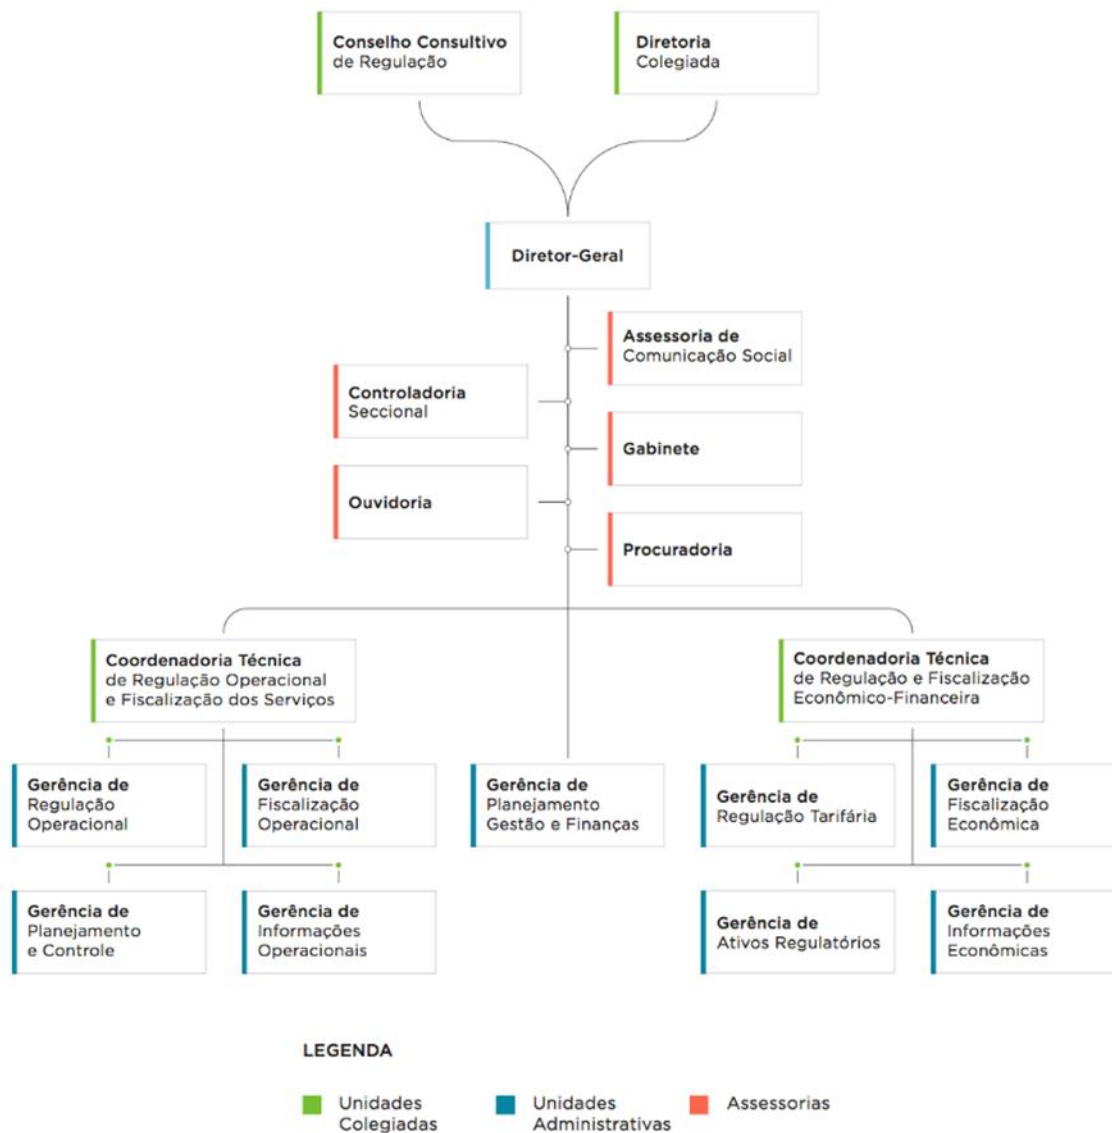 Conselho Consultivo
de Regulação
Diretoria
Colegiada
Diretor-Geral
Assessoria de
Comunicação Social
Controladoria
Seccional
Gabinete
Ouvidoria
Procuradoria
Coordenadoria Técnica
de Regulação Operacional
e Fiscalização dos Serviços
Coordenadoria Técnica
de Regulação e Fiscalização
Econômico-Financeira
Gerência de
Regulação
Operacional
Gerência de
Fiscalização
Operacional
Gerência de
Planejamento
Gestão e Finanças
Gerência de
Regulação Tarifária
Gerência de
Fiscalização
Econômica
Gerência de
Planejamento
e Controle
Gerência de
Informações
Operacionais
Gerência de
Ativos Regulatórios
Gerência de
Informações
Econômicas
LEGENDA
Unidades
Colegiadas
Unidades
Administrativas
Assessorias